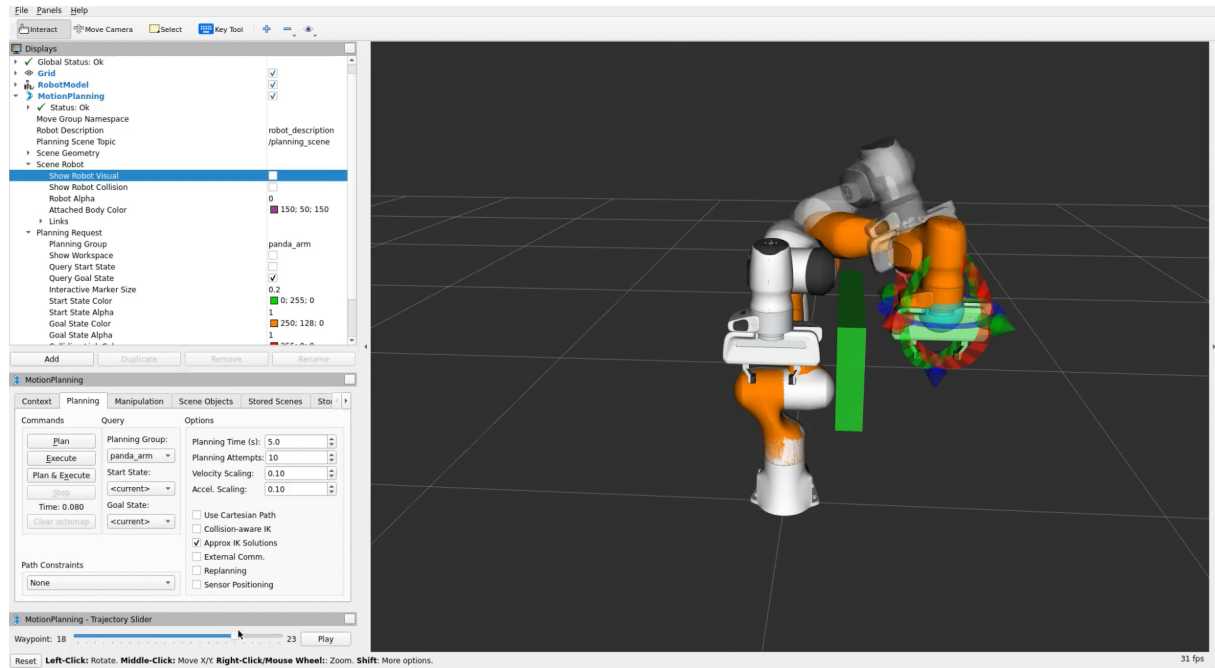 File Panels Help
Interact Move Camera Select Key Tool
Displays
Global Status: Ok
Grid
RobotModel
MotionPlanning
Status: Ok
Move Group Namespace
Robot Description robot_description
Planning Scene Topic /planning_scene
Scene Geometry
Scene Robot
Show Robot Visual
Show Robot Collision
Robot Alpha 0
Attached Body Color 150; 50; 150
Links
Planning Request
Planning Group panda_arm
Show Workspace
Query Start State
Query Goal State
Interactive Marker Size 0.2
Start State Color 0; 255; 0
Start State Alpha 1
Goal State Color 250; 128; 0
Goal State Alpha 1
Add Duplicate Remove Rename
MotionPlanning
Context Planning Manipulation Scene Objects Stored Scenes
Commands Query Options
Plan Planning Group: Planning Time (s): 5.0
Execute panda_arm Planning Attempts: 10
Plan & Execute Start State: Velocity Scaling: 0.10
Stop <current> Accel. Scaling: 0.10
Time: 0.080 Goal State:
Clear octomap <current> Use Cartesian Path
Collision-aware IK
Approx IK Solutions
External Comm.
Path Constraints Replanning
None Sensor Positioning
MotionPlanning - Trajectory Slider
Waypoint: 18 23 Play
Reset Left-Click: Rotate. Middle-Click: Move X/Y. Right-Click/Mouse Wheel:: Zoom. Shift: More options. 31 fps